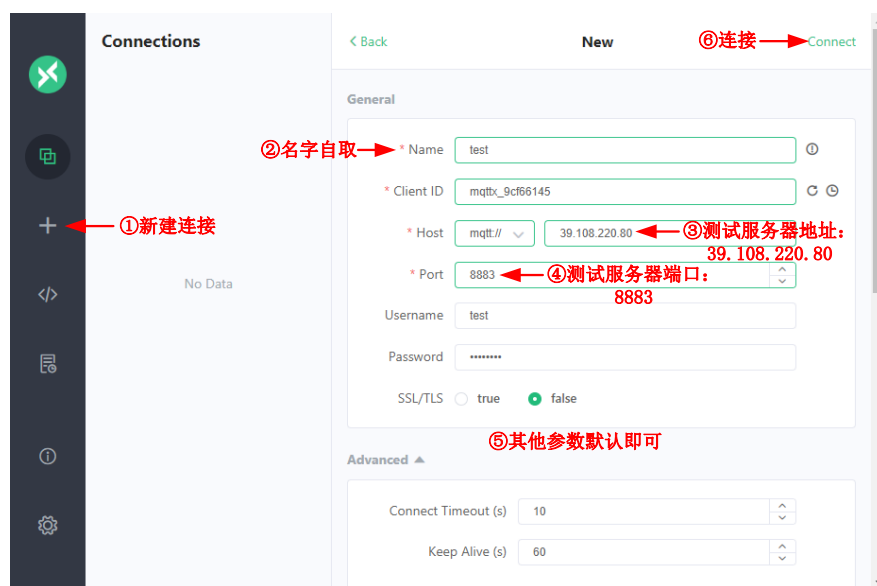 Connections
< Back
New
⑥连接
Connect
General
②名字自取
* Name
test
* Client ID
mqttx_9cf66145
①新建连接
* Host
mqtt://
39.108.220.80
③测试服务器地址：
39.108.220.80
* Port
8883
④测试服务器端口：
8883
No Data
Username
test
Password
••••••••
SSL/TLS
true
false
⑤其他参数默认即可
Advanced
Connect Timeout (s)
10
Keep Alive (s)
60